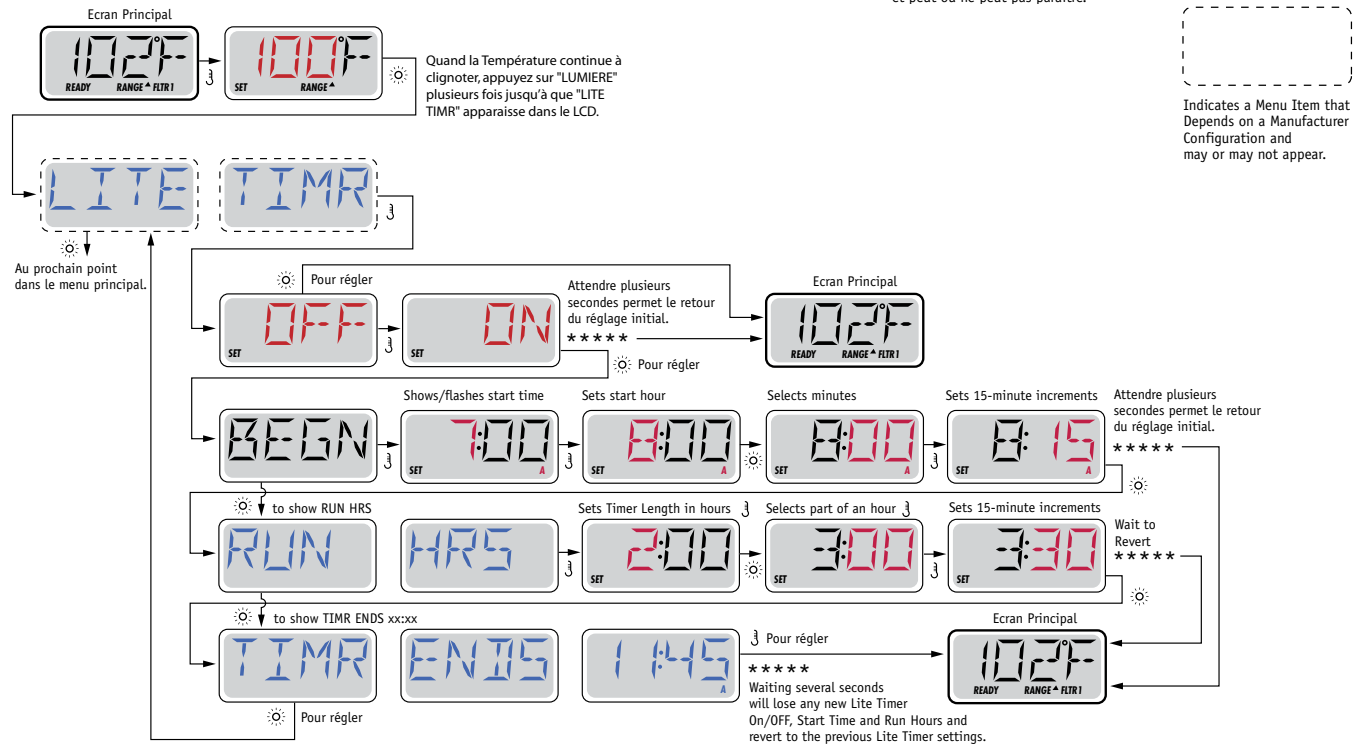 et peut ou ne peut pas paraître.
Ecran Principal
102°F
READY RANGE FLTR1
100°F
SET RANGE
Quand la Température continue à
clignoter, appuyez sur "LUMIERE"
plusieurs fois jusqu'à que "LITE
TIMR" apparaisse dans le LCD.
Indicates a Menu Item that
Depends on a Manufacturer
Configuration and
may or may not appear.
LITE
TIMR
Au prochain point
dans le menu principal.
Pour régler
OFF
SET
ON
SET
Attendre plusieurs
secondes permet le retour
du réglage initial.
*****
Pour régler
Ecran Principal
102°F
READY RANGE FLTR1
BEGN
Shows/flashes start time
7:00
SET A
Sets start hour
8:00
SET A
Selects minutes
8:00
SET A
Sets 15-minute increments
8:15
SET A
Attendre plusieurs
secondes permet le retour
du réglage initial.
*****
to show RUN HRS
RUN
HRS
Sets Timer Length in hours
2:00
SET
Selects part of an hour
3:00
SET
Sets 15-minute increments
3:30
SET
Wait to
Revert
*****
to show TIMR ENDS xx:xx
TIMR
ENDS
11:45
A
Pour régler
*****
Waiting several seconds
will lose any new Lite Timer
On/OFF, Start Time and Run Hours and
revert to the previous Lite Timer settings.
Ecran Principal
102°F
READY RANGE FLTR1
Pour régler